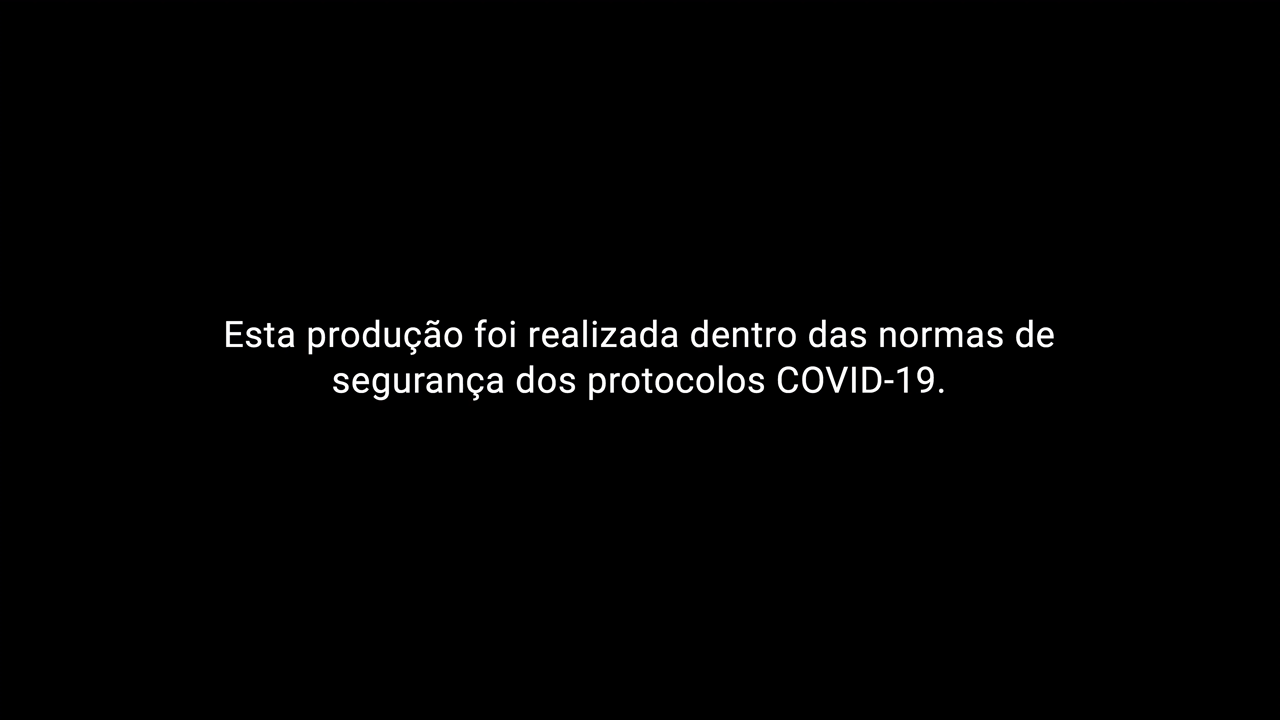 Esta produção foi realizada dentro das normas de
segurança dos protocolos COVID-19.